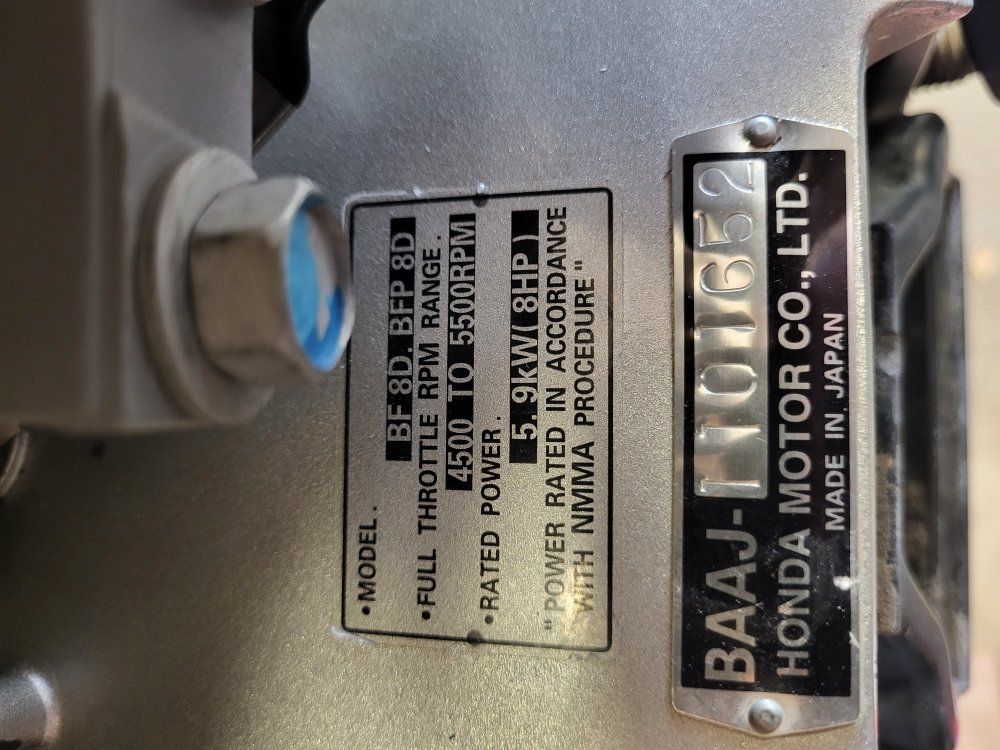 •MODEL.
BF 8D. BFP 8D
•FULL THROTTLE RPM RANGE.
4500 TO 5500RPM
•RATED POWER.
5.9kW(8HP)
"POWER RATED IN ACCORDANCE
WITH NIMMA PROCEDURE"
BAAJ-1101652
HONDA MOTOR CO., LTD.
MADE IN JAPAN